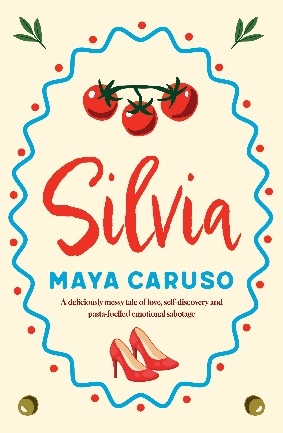 Silvia
MAYA CARUSO
A deliciously messy tale of love, self-discovery and
pasta-fuelled emotional sabotage